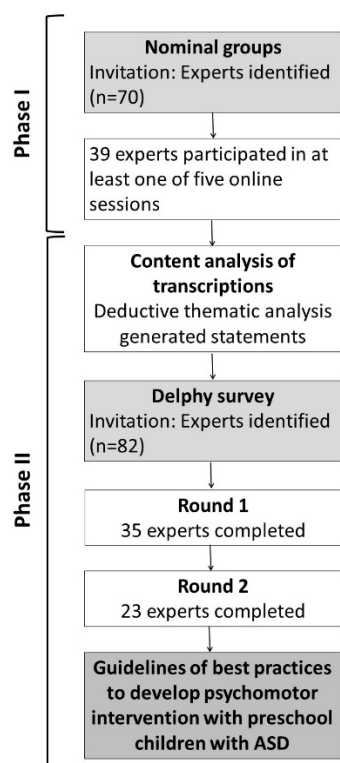 Phase I
Nominal groups
Invitation: Experts identified
(n=70)
39 experts participated in at
least one of five online
sessions
Phase II
Content analysis of
transcriptions
Deductive thematic analysis
generated statements
Delphy survey
Invitation: Experts identified
(n=82)
Round 1
35 experts completed
Round 2
23 experts completed
Guidelines of best practices
to develop psychomotor
intervention with preschool
children with ASD